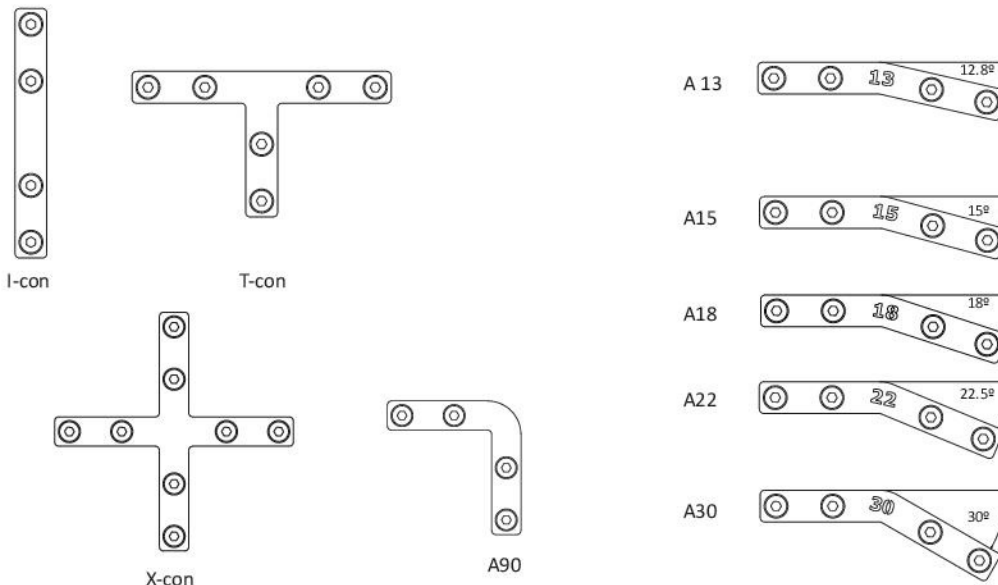 I-con
T-con
X-con
A90
A 13
13
12.8º
A15
15
15º
A18
18
18º
A22
22
22.5º
A30
30
30º